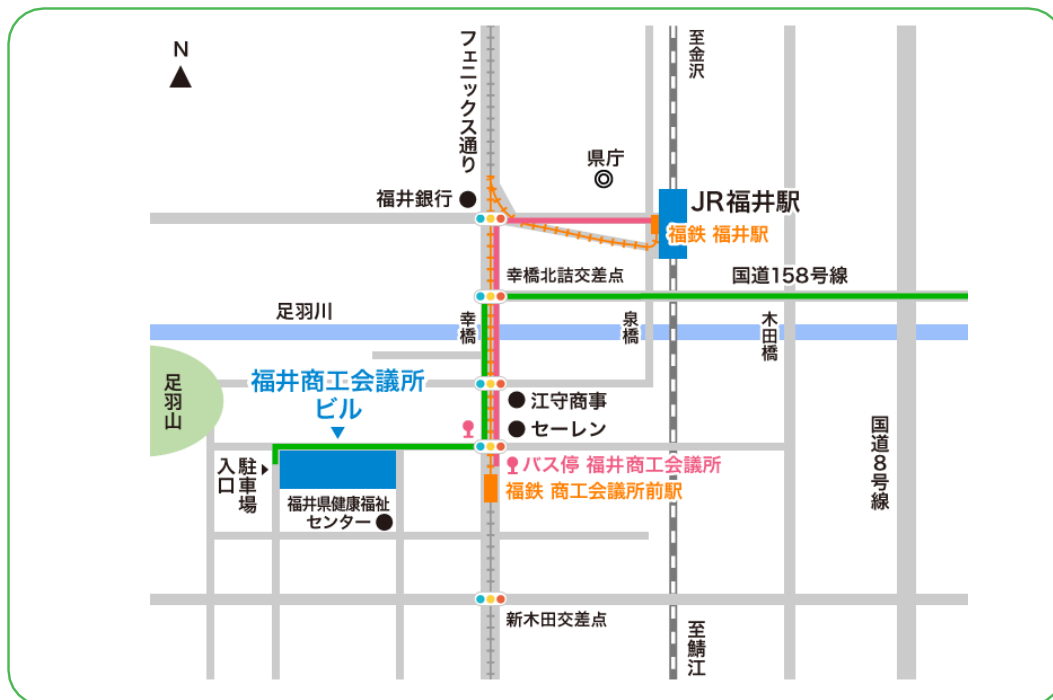 N
フェニックス通り
至金沢
県庁
福井銀行
JR福井駅
福鉄 福井駅
幸橋北詰交差点
国道158号線
足羽川
幸橋
泉橋
木田橋
足羽山
福井商工会議所
ビル
江守商事
セーレン
国道8号線
駐車場
入口
バス停 福井商工会議所
福鉄 商工会議所前駅
福井県健康福祉
センター
新木田交差点
至鯖江